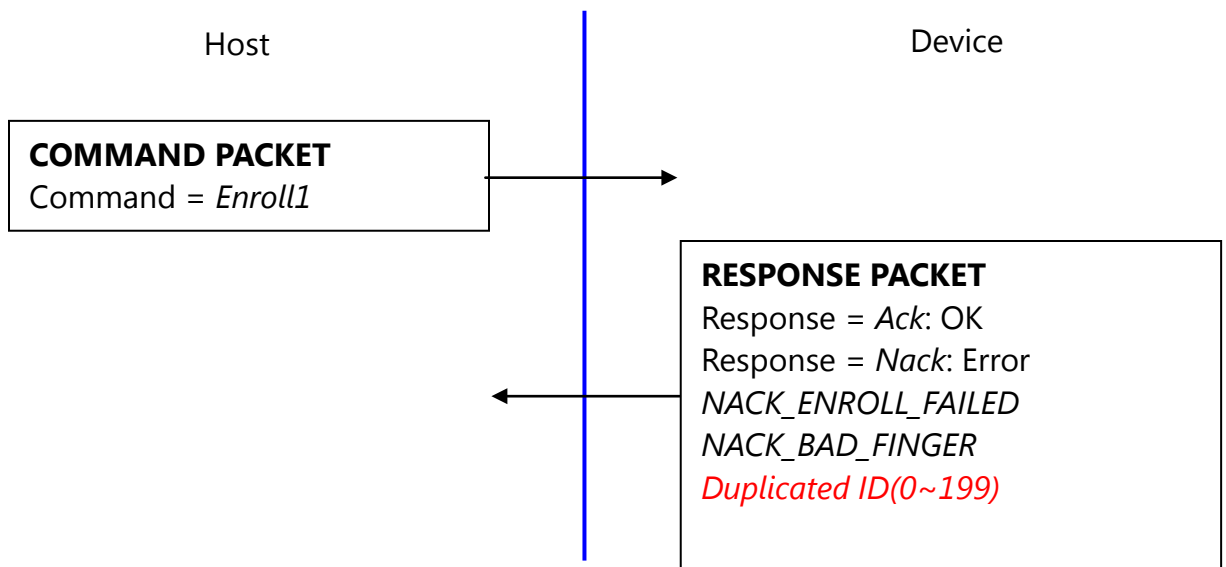 Host
Device
COMMAND PACKET
Command = Enroll1
RESPONSE PACKET
Response = Ack: OK
Response = Nack: Error
NACK_ENROLL_FAILED
NACK_BAD_FINGER
Duplicated ID(0~199)